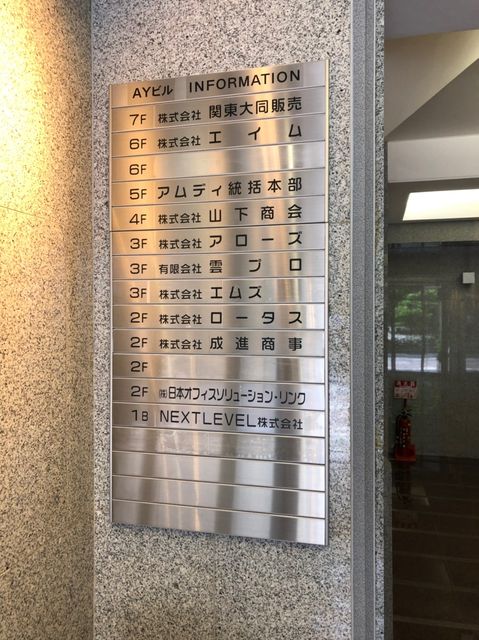 AYビル INFORMATION
7F 株式会社 関東大同販売
6F 株式会社 エイム
6F
5F アムディ統括本部
4F 株式会社 山下商会
3F 株式会社 アローズ
3F 有限会社 雲プロ
3F 株式会社 エムズ
2F 株式会社 ロータス
2F 株式会社 成進商事
2F
2F ㈱日本オフィスソリューション・リンク
1B NEXTLEVEL株式会社
消火器